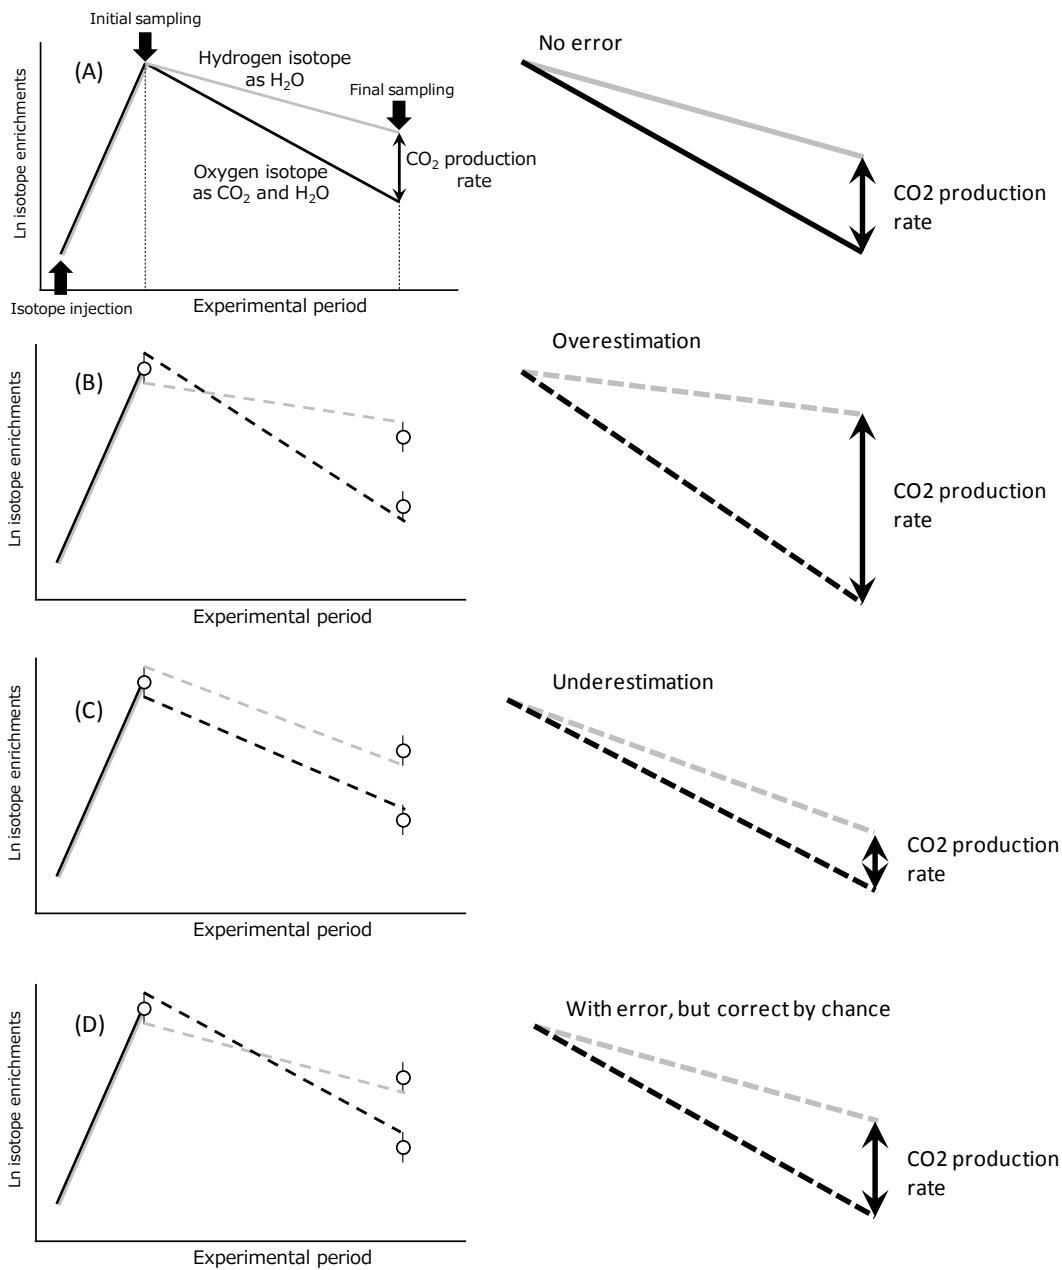 Initial sampling
(A)
Hydrogen isotope
as H₂O
Final sampling
Oxygen isotope
as CO₂ and H₂O
CO₂ production
rate
Ln isotope enrichments
Isotope injection
Experimental period
No error
CO2 production
rate
(B)
Ln isotope enrichments
Experimental period
Overestimation
CO2 production
rate
(C)
Ln isotope enrichments
Experimental period
Underestimation
CO2 production
rate
(D)
Ln isotope enrichments
Experimental period
With error, but correct by chance
CO2 production
rate